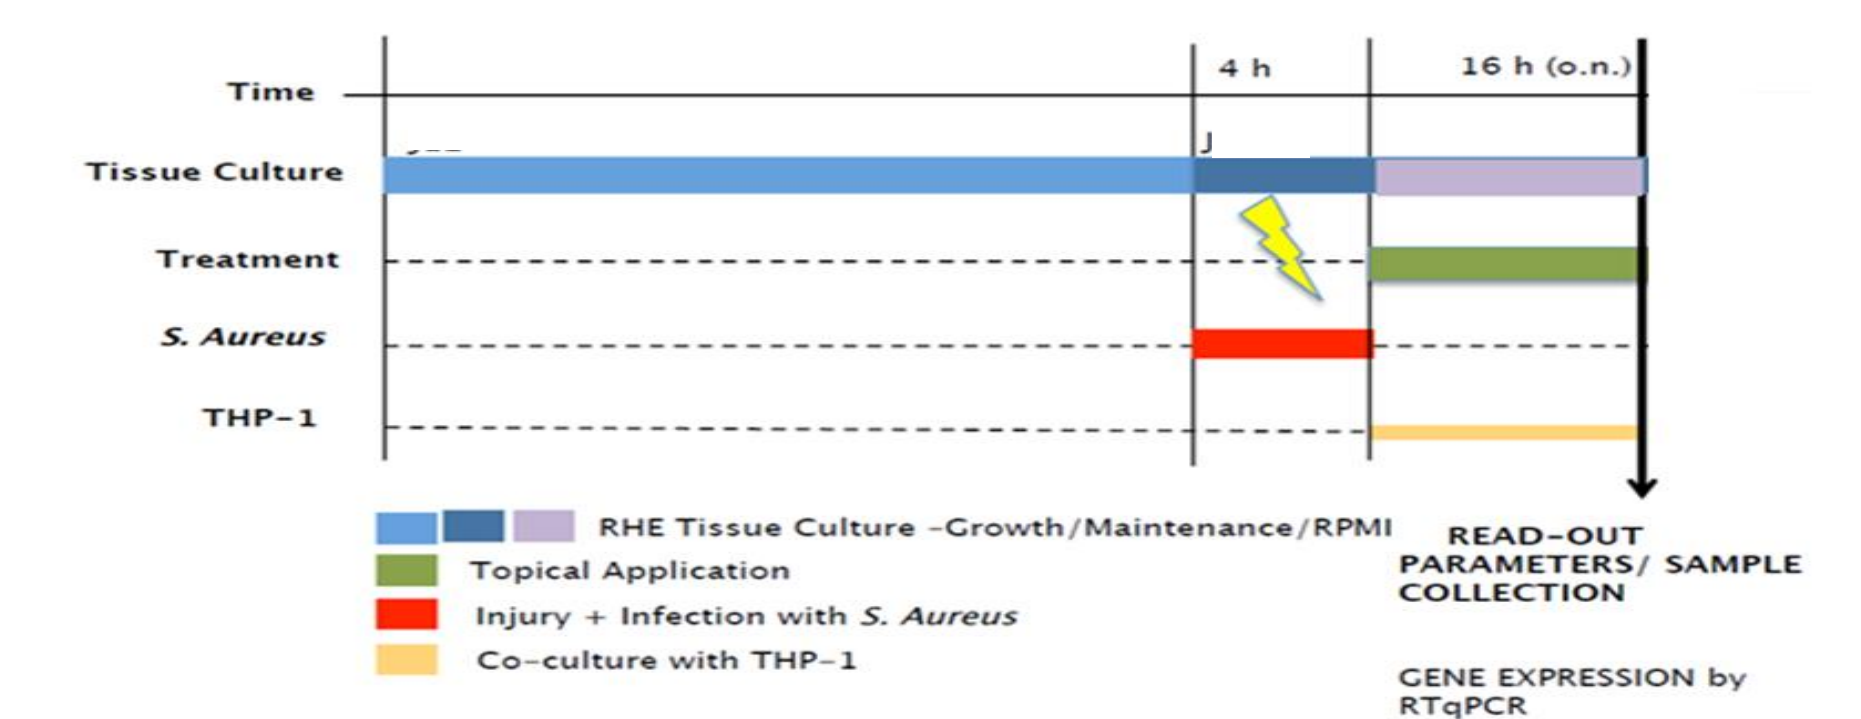 4 h
16 h (o.n.)
Time
Tissue Culture
Treatment
S. Aureus
THP-1
RHE Tissue Culture -Growth/Maintenance/RPMI
Topical Application
Injury + Infection with S. Aureus
Co-culture with THP-1
READ-OUT
PARAMETERS/ SAMPLE
COLLECTION
GENE EXPRESSION by
RTqPCR